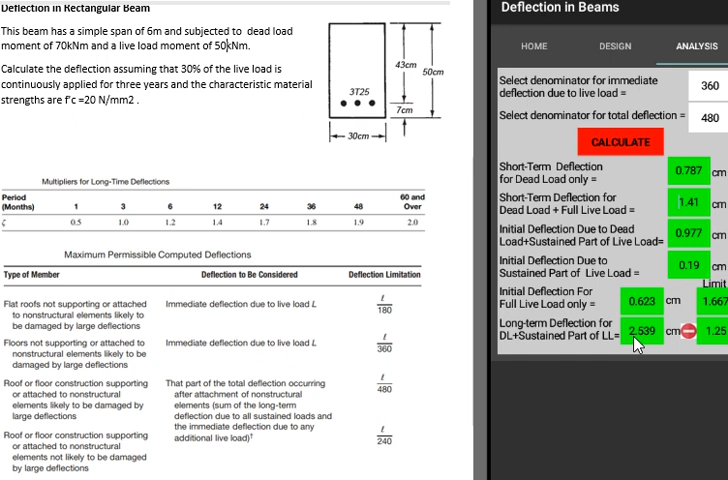 Deflection in Rectangular Beam
This beam has a simple span of 6m and subjected to dead load
moment of 70kNm and a live load moment of 50kNm.
Calculate the deflection assuming that 30% of the live load is
continuously applied for three years and the characteristic material
strengths are f'c =20 N/mm2 .
43cm
50cm
3T25
7cm
30cm
Multipliers for Long-Time Deflections
Period
(Months) 1 3 6 12 24 36 48 60 and
Over
ζ 0.5 1.0 1.2 1.4 1.7 1.8 1.9 2.0
Maximum Permissible Computed Deflections
Type of Member Deflection to Be Considered Deflection Limitation
Flat roofs not supporting or attached
to nonstructural elements likely to
be damaged by large deflections
Immediate deflection due to live load L
ℓ
180
Floors not supporting or attached to
nonstructural elements likely to be
damaged by large deflections
Immediate deflection due to live load L
ℓ
360
Roof or floor construction supporting
or attached to nonstructural
elements likely to be damaged by
large deflections
That part of the total deflection occurring
after attachment of nonstructural
elements (sum of the long-term
deflection due to all sustained loads and
the immediate deflection due to any
additional live load)†
ℓ
480
Roof or floor construction supporting
or attached to nonstructural
elements not likely to be damaged
by large deflections
ℓ
240
Deflection in Beams
HOME DESIGN ANALYSIS
Select denominator for immediate
deflection due to live load = 360
Select denominator for total deflection = 480
CALCULATE
Short-Term Deflection
for Dead Load only = 0.787 cm
Short-Term Deflection for
Dead Load + Full Live Load = 1.41 cm
Initial Deflection Due to Dead
Load+Sustained Part of Live Load= 0.977 cm
Initial Deflection Due to
Sustained Part of Live Load = 0.19 cm
Limit
Initial Deflection For
Full Live Load only = 0.623 cm 1.667
Long-term Deflection for
DL+Sustained Part of LL= 2.539 cm 1.25